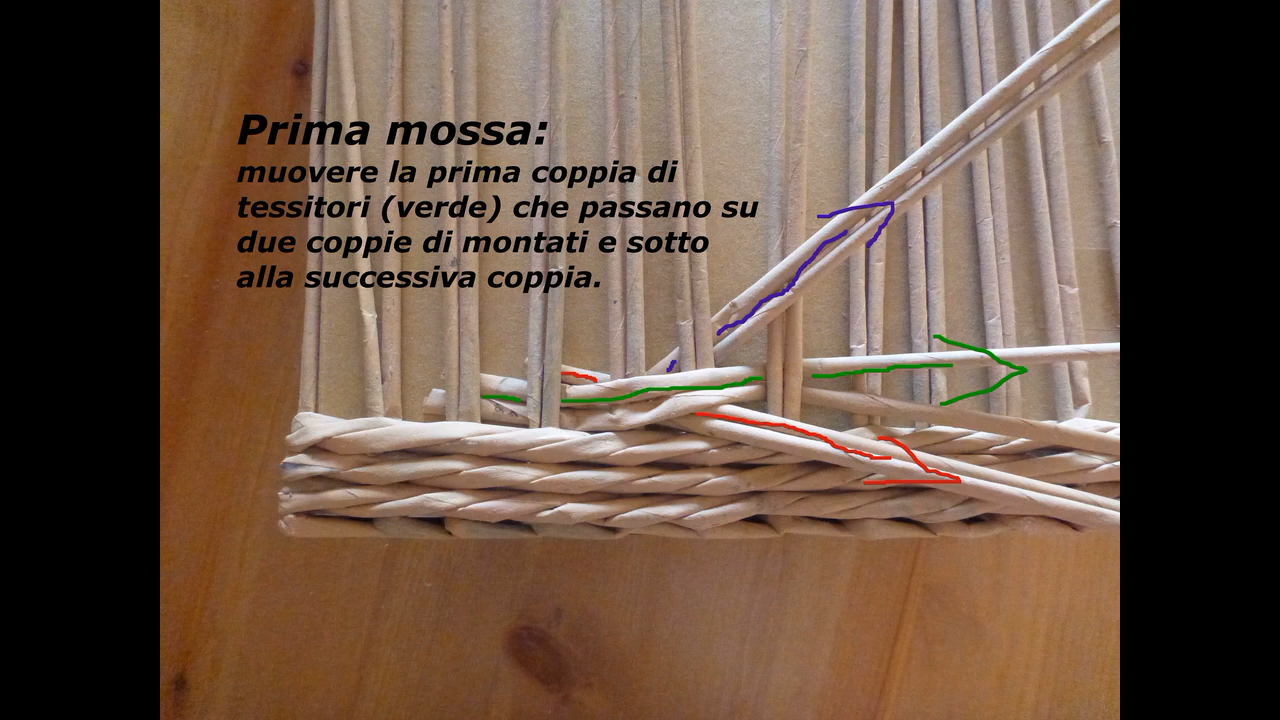 Prima mossa:
muovere la prima coppia di
tessitori (verde) che passano su
due coppie di montati e sotto
alla successiva coppia.